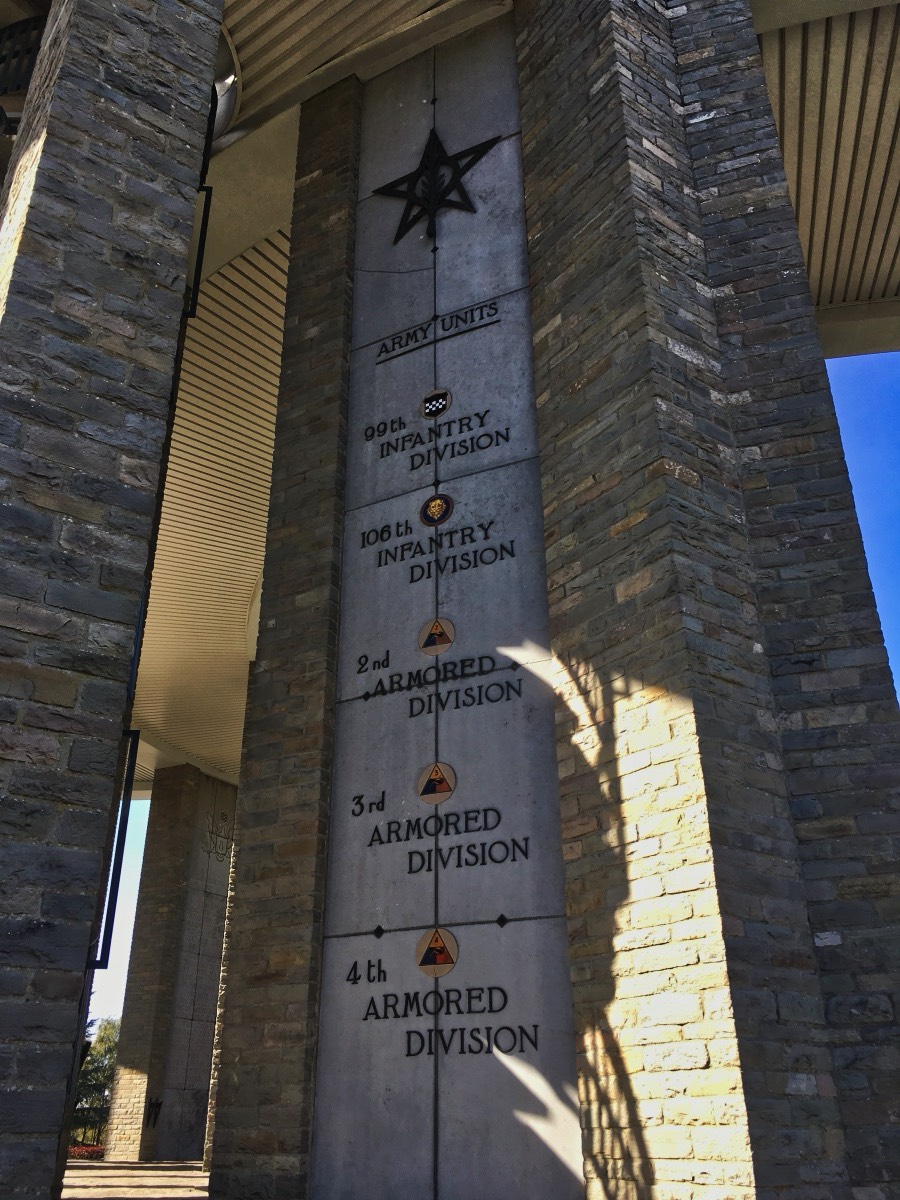 ARMY UNITS
99th
INFANTRY
DIVISION
106th
INFANTRY
DIVISION
2nd
ARMORED
DIVISION
3rd
ARMORED
DIVISION
4th
ARMORED
DIVISION